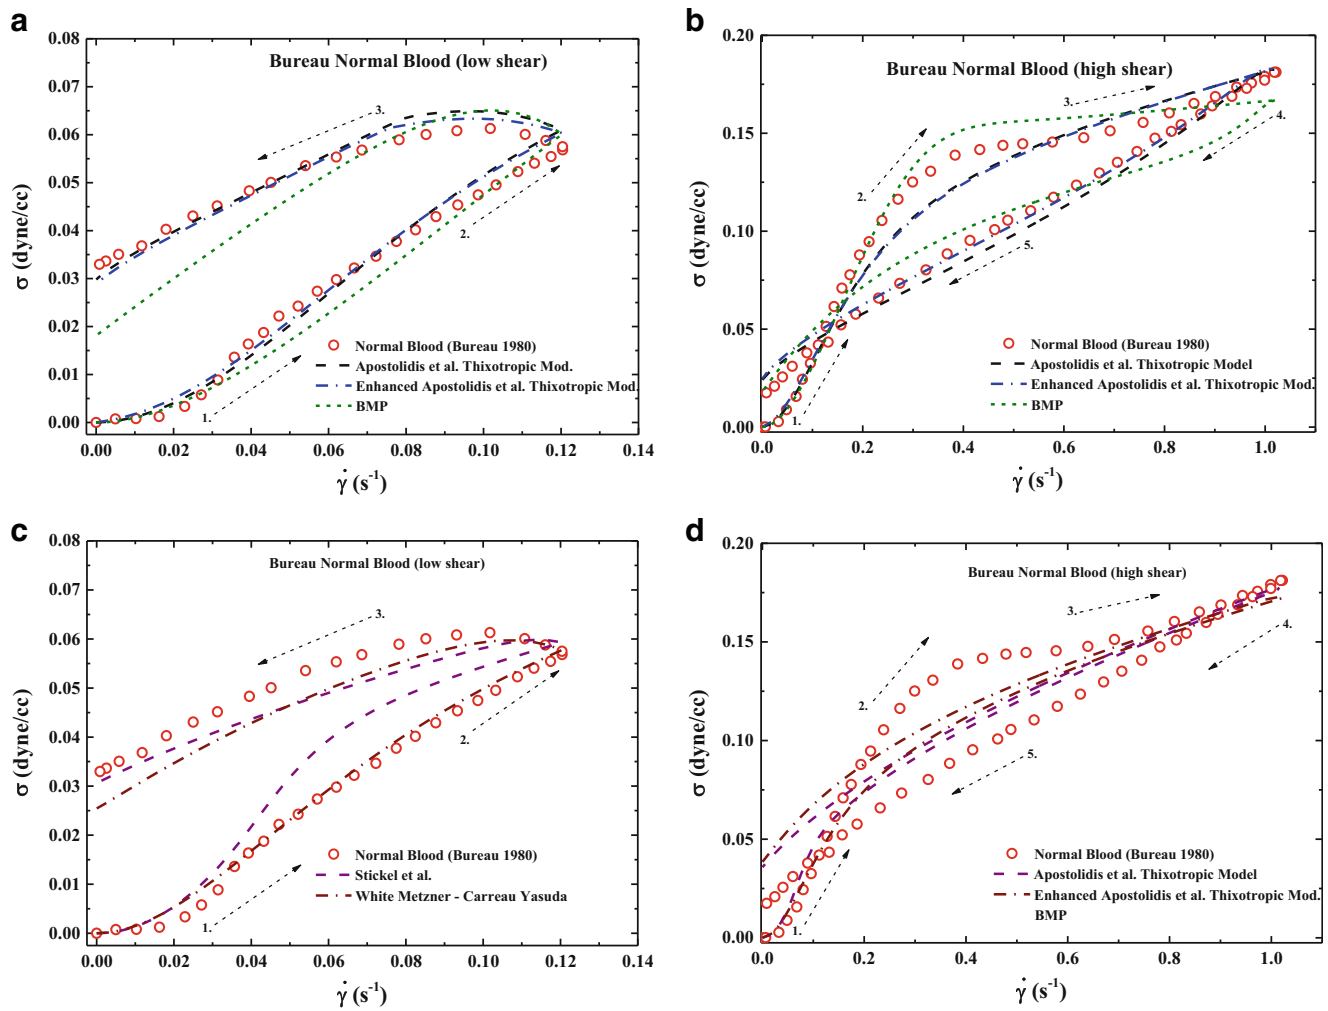 a
Bureau Normal Blood (low shear)
σ (dyne/cc)
0.08
0.07
0.06
0.05
0.04
0.03
0.02
0.01
0.00
3.
2.
1.
Normal Blood (Bureau 1980)
Apostolidis et al. Thixotropic Mod.
Enhanced Apostolidis et al. Thixotropic Mod.
BMP
0.00 0.02 0.04 0.06 0.08 0.10 0.12 0.14
γ̇ (s⁻¹)
b
Bureau Normal Blood (high shear)
σ (dyne/cc)
0.20
0.15
0.10
0.05
0.00
3.
4.
2.
5.
1.
Normal Blood (Bureau 1980)
Apostolidis et al. Thixotropic Model
Enhanced Apostolidis et al. Thixotropic Mod.
BMP
0.0 0.2 0.4 0.6 0.8 1.0
γ̇ (s⁻¹)
c
Bureau Normal Blood (low shear)
σ (dyne/cc)
0.08
0.07
0.06
0.05
0.04
0.03
0.02
0.01
0.00
3.
2.
1.
Normal Blood (Bureau 1980)
Stickel et al.
White Metzner - Carreau Yasuda
0.00 0.02 0.04 0.06 0.08 0.10 0.12 0.14
γ̇ (s⁻¹)
d
Bureau Normal Blood (high shear)
σ (dyne/cc)
0.20
0.15
0.10
0.05
0.00
3.
4.
2.
5.
1.
Normal Blood (Bureau 1980)
Apostolidis et al. Thixotropic Model
Enhanced Apostolidis et al. Thixotropic Mod.
BMP
0.0 0.2 0.4 0.6 0.8 1.0
γ̇ (s⁻¹)